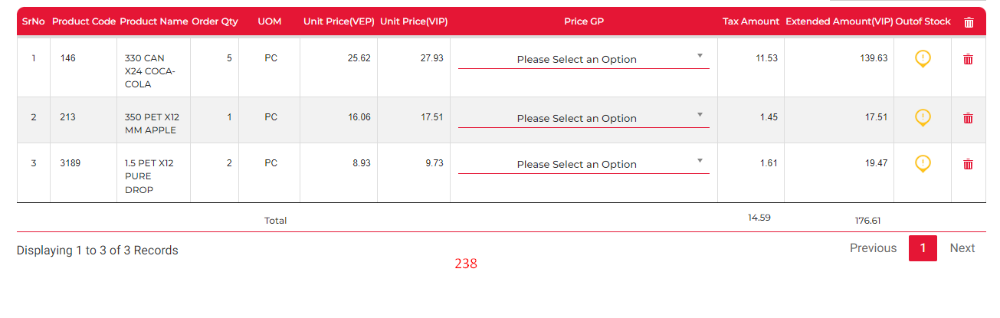 SrNo Product Code Product Name Order Qty UOM Unit Price(VEP) Unit Price(VIP) Price GP Tax Amount Extended Amount(VIP) Outof Stock
1 146 330 CAN 5 PC 25.62 27.93 Please Select an Option 11.53 139.63
X24 COCA-
COLA
2 213 350 PET X12 1 PC 16.06 17.51 Please Select an Option 1.45 17.51
MM APPLE
3 3189 1.5 PET X12 2 PC 8.93 9.73 Please Select an Option 1.61 19.47
PURE
DROP
Total 14.59 176.61
Displaying 1 to 3 of 3 Records Previous 1 Next
238